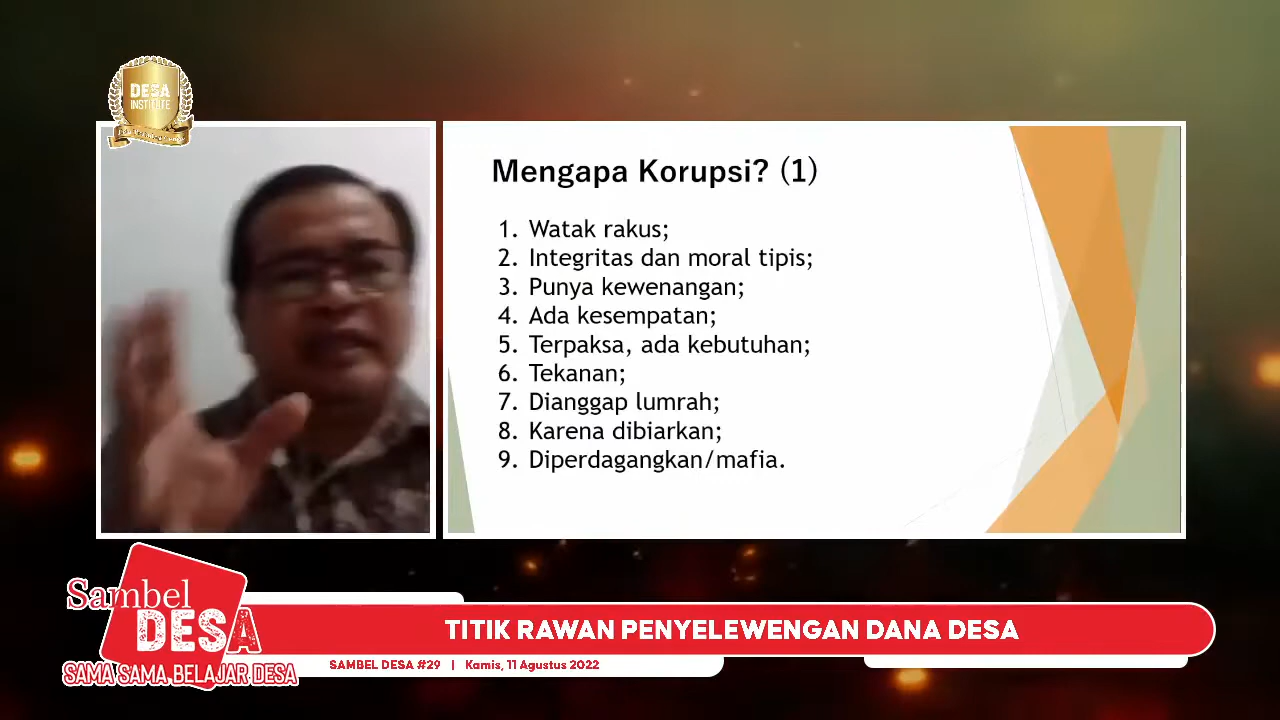 DESA
INSTITUTE
Mengapa Korupsi? (1)
1. Watak rakus;
2. Integritas dan moral tipis;
3. Punya kewenangan;
4. Ada kesempatan;
5. Terpaksa, ada kebutuhan;
6. Tekanan;
7. Dianggap lumrah;
8. Karena dibiarkan;
9. Diperdagangkan/mafia.
Sambel
DESA
SAMA SAMA BELAJAR DESA
TITIK RAWAN PENYELEWENGAN DANA DESA
SAMBEL DESA #29 | Kamis, 11 Agustus 2022